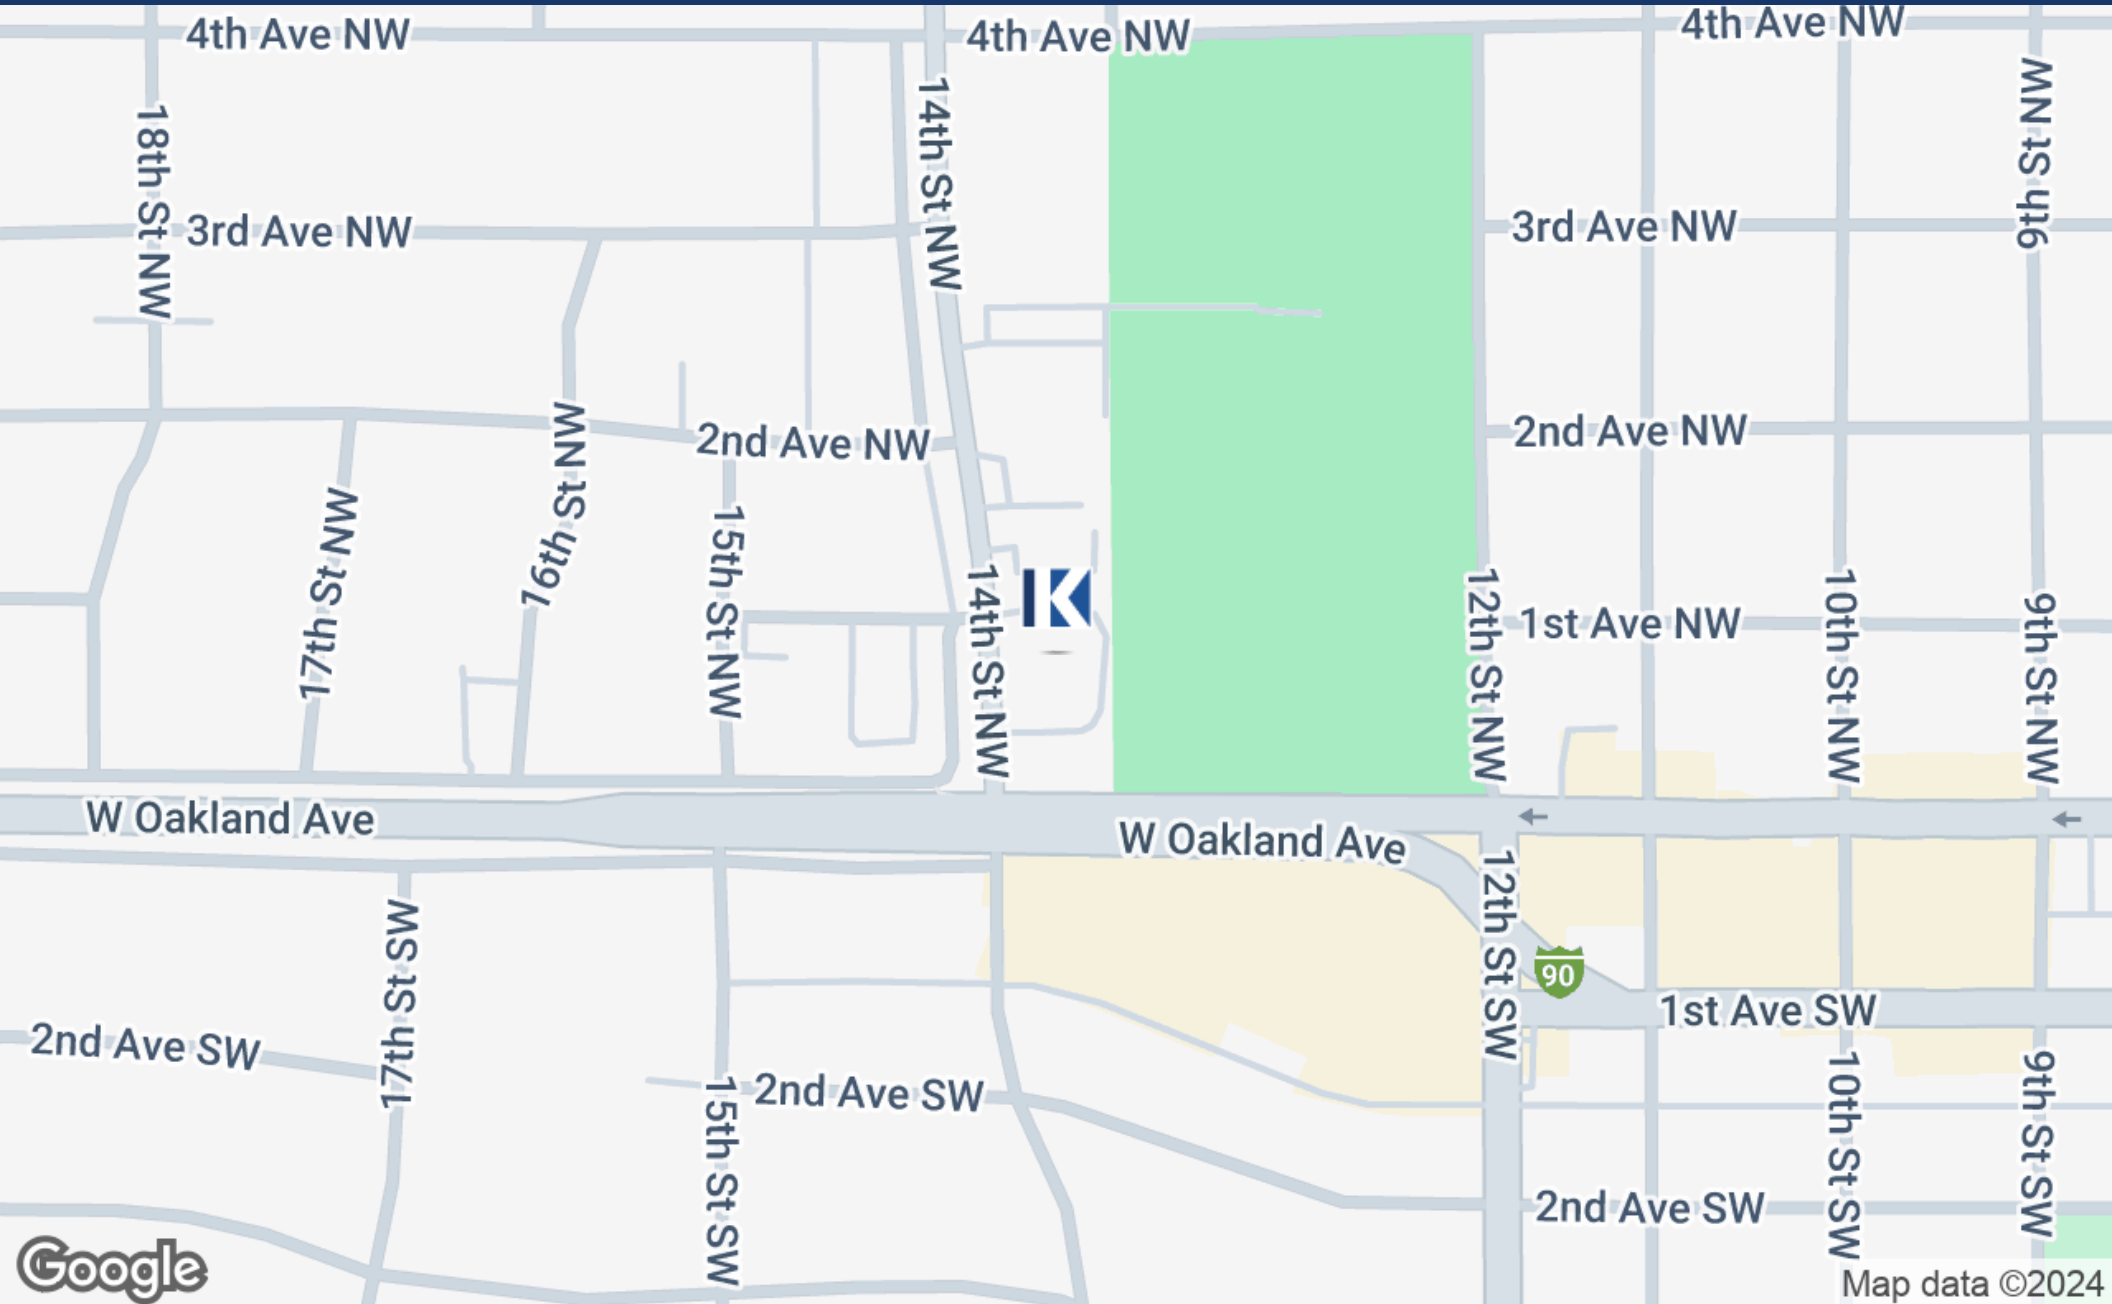 4th Ave NW
4th Ave NW
4th Ave NW
18th St NW
14th St NW
9th St NW
3rd Ave NW
3rd Ave NW
2nd Ave NW
2nd Ave NW
17th St NW
16th St NW
15th St NW
14th St NW
K
12th St NW
1st Ave NW
10th St NW
9th St NW
W Oakland Ave
W Oakland Ave
17th St SW
12th St SW
90
1st Ave SW
2nd Ave SW
15th St SW
2nd Ave SW
10th St SW
9th St SW
2nd Ave SW
Google
Map data ©2024